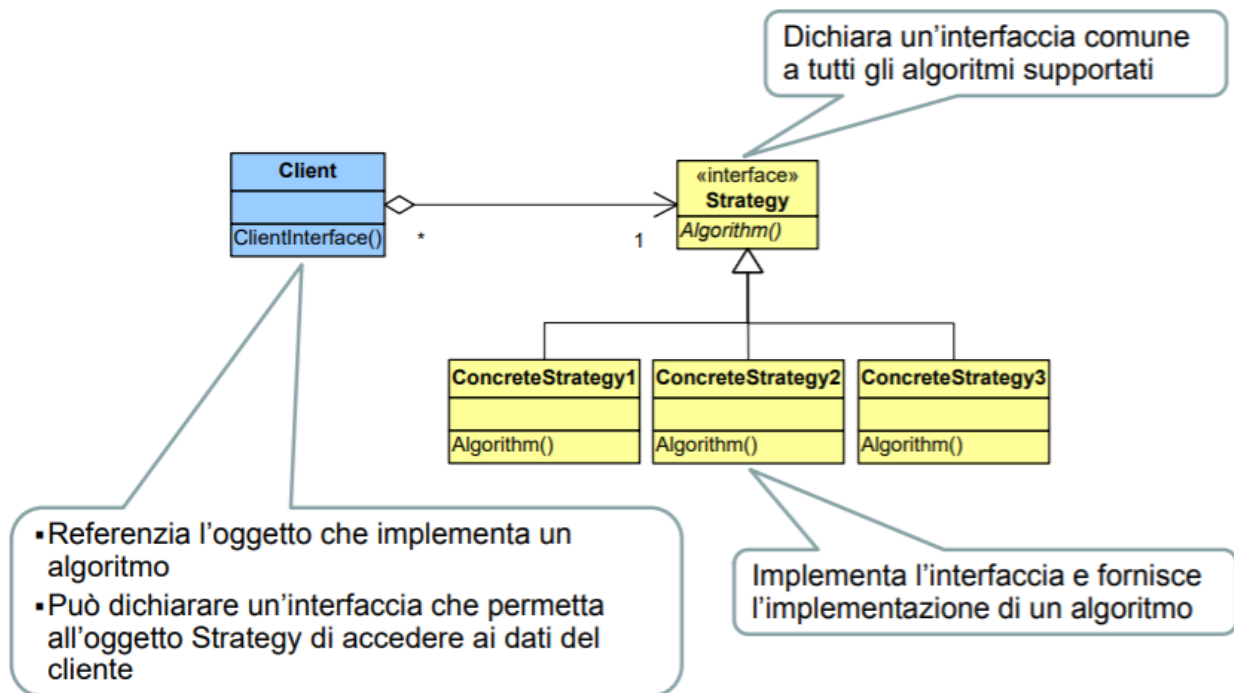 Dichiara un'interfaccia comune
a tutti gli algoritmi supportati
Client
ClientInterface()
*
1
«interface»
Strategy
Algorithm()
ConcreteStrategy1
Algorithm()
ConcreteStrategy2
Algorithm()
ConcreteStrategy3
Algorithm()
▪Referenzia l'oggetto che implementa un
algoritmo
▪Può dichiarare un'interfaccia che permetta
all'oggetto Strategy di accedere ai dati del
cliente
Implementa l'interfaccia e fornisce
l'implementazione di un algoritmo